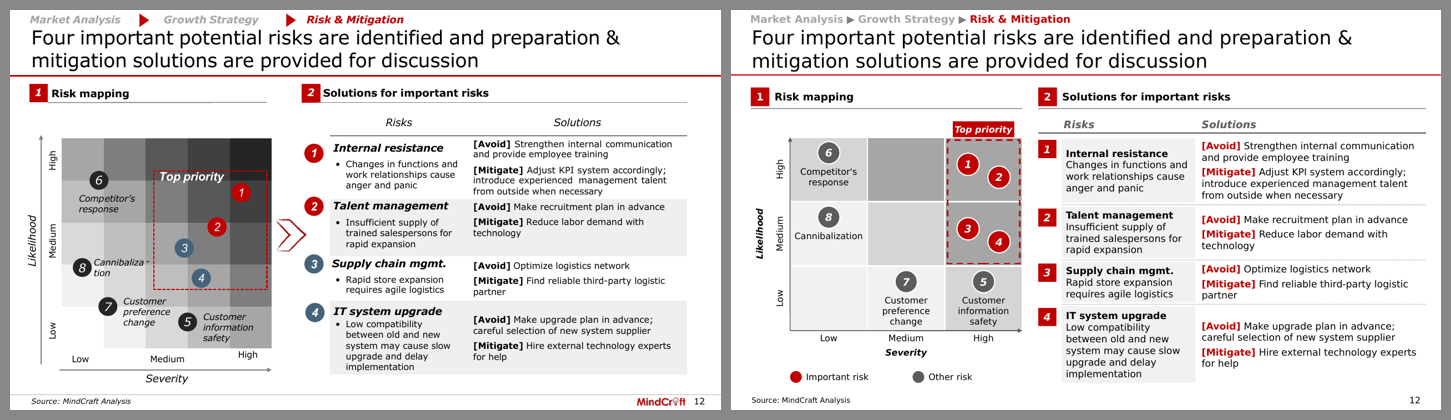 Market Analysis Growth Strategy Risk & Mitigation
Four important potential risks are identified and preparation &
mitigation solutions are provided for discussion
1 Risk mapping
Likelihood
High
Medium
Low
Top priority
6
Competitor's
response
1
2
3
8 Cannibaliza-
tion
4
7 Customer
preference
change
5 Customer
information
safety
Low Medium High
Severity
2 Solutions for important risks
Risks Solutions
1 Internal resistance
• Changes in functions and
work relationships cause
anger and panic
[Avoid] Strengthen internal communication
and provide employee training
[Mitigate] Adjust KPI system accordingly;
introduce experienced management talent
from outside when necessary
2 Talent management
• Insufficient supply of
trained salespersons for
rapid expansion
[Avoid] Make recruitment plan in advance
[Mitigate] Reduce labor demand with
technology
3 Supply chain mgmt.
• Rapid store expansion
requires agile logistics
[Avoid] Optimize logistics network
[Mitigate] Find reliable third-party logistic
partner
4 IT system upgrade
• Low compatibility
between old and new
system may cause slow
upgrade and delay
implementation
[Avoid] Make upgrade plan in advance;
careful selection of new system supplier
[Mitigate] Hire external technology experts
for help
Source: MindCraft Analysis
MindCraft 12
Market Analysis ▶ Growth Strategy ▶ Risk & Mitigation
Four important potential risks are identified and preparation &
mitigation solutions are provided for discussion
1 Risk mapping
Top priority
Likelihood
High
Medium
Low
6
Competitor's
response
1
2
8
Cannibalization
3
4
7
Customer
preference
change
5
Customer
information
safety
Low Medium High
Severity
Important risk Other risk
2 Solutions for important risks
Risks Solutions
1 Internal resistance
Changes in functions and
work relationships cause
anger and panic
[Avoid] Strengthen internal communication
and provide employee training
[Mitigate] Adjust KPI system accordingly;
introduce experienced management talent
from outside when necessary
2 Talent management
Insufficient supply of
trained salespersons for
rapid expansion
[Avoid] Make recruitment plan in advance
[Mitigate] Reduce labor demand with
technology
3 Supply chain mgmt.
Rapid store expansion
requires agile logistics
[Avoid] Optimize logistics network
[Mitigate] Find reliable third-party logistic
partner
4 IT system upgrade
Low compatibility
between old and new
system may cause slow
upgrade and delay
implementation
[Avoid] Make upgrade plan in advance;
careful selection of new system supplier
[Mitigate] Hire external technology experts
for help
Source: MindCraft Analysis
12